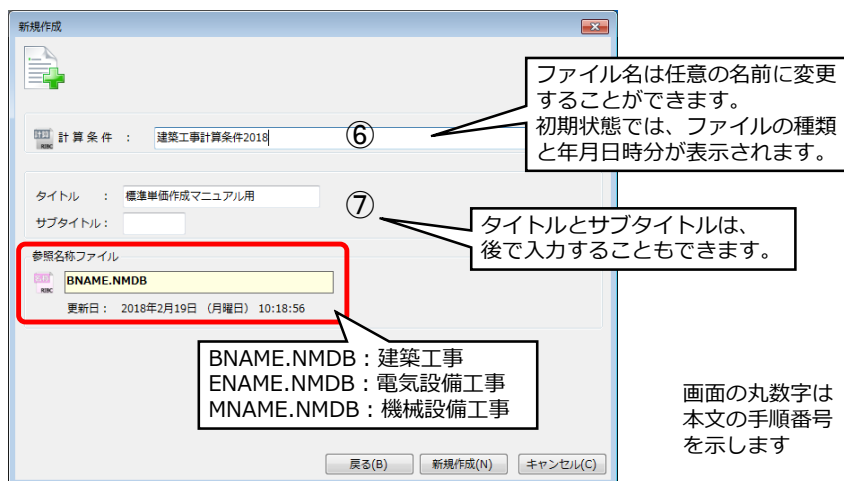 新規作成
ファイル名は任意の名前に変更
することができます。
初期状態では、ファイルの種類
と年月日時分が表示されます。
計算条件 : 建築工事計算条件2018
⑥
タイトル : 標準単価作成マニュアル用
⑦
サブタイトル:
タイトルとサブタイトルは、
後で入力することもできます。
参照名称ファイル
BNAME.NMDB
更新日: 2018年2月19日 (月曜日) 10:18:56
BNAME.NMDB:建築工事
ENAME.NMDB:電気設備工事
MNAME.NMDB:機械設備工事
画面の丸数字は
本文の手順番号
を示します
戻る(B) 新規作成(N) キャンセル(C)